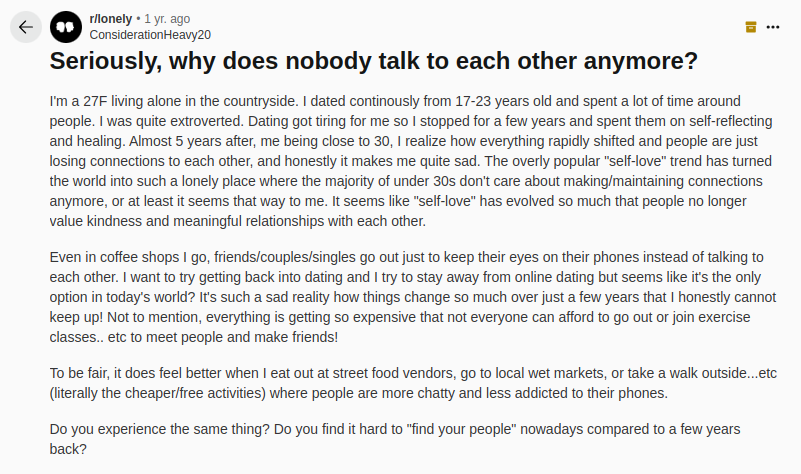 r/lonely • 1 yr. ago
ConsiderationHeavy20
Seriously, why does nobody talk to each other anymore?
I'm a 27F living alone in the countryside. I dated continously from 17-23 years old and spent a lot of time around
people. I was quite extroverted. Dating got tiring for me so I stopped for a few years and spent them on self-reflecting
and healing. Almost 5 years after, me being close to 30, I realize how everything rapidly shifted and people are just
losing connections to each other, and honestly it makes me quite sad. The overly popular "self-love" trend has turned
the world into such a lonely place where the majority of under 30s don't care about making/maintaining connections
anymore, or at least it seems that way to me. It seems like "self-love" has evolved so much that people no longer
value kindness and meaningful relationships with each other.
Even in coffee shops I go, friends/couples/singles go out just to keep their eyes on their phones instead of talking to
each other. I want to try getting back into dating and I try to stay away from online dating but seems like it's the only
option in today's world? It's such a sad reality how things change so much over just a few years that I honestly cannot
keep up! Not to mention, everything is getting so expensive that not everyone can afford to go out or join exercise
classes.. etc to meet people and make friends!
To be fair, it does feel better when I eat out at street food vendors, go to local wet markets, or take a walk outside...etc
(literally the cheaper/free activities) where people are more chatty and less addicted to their phones.
Do you experience the same thing? Do you find it hard to "find your people" nowadays compared to a few years
back?